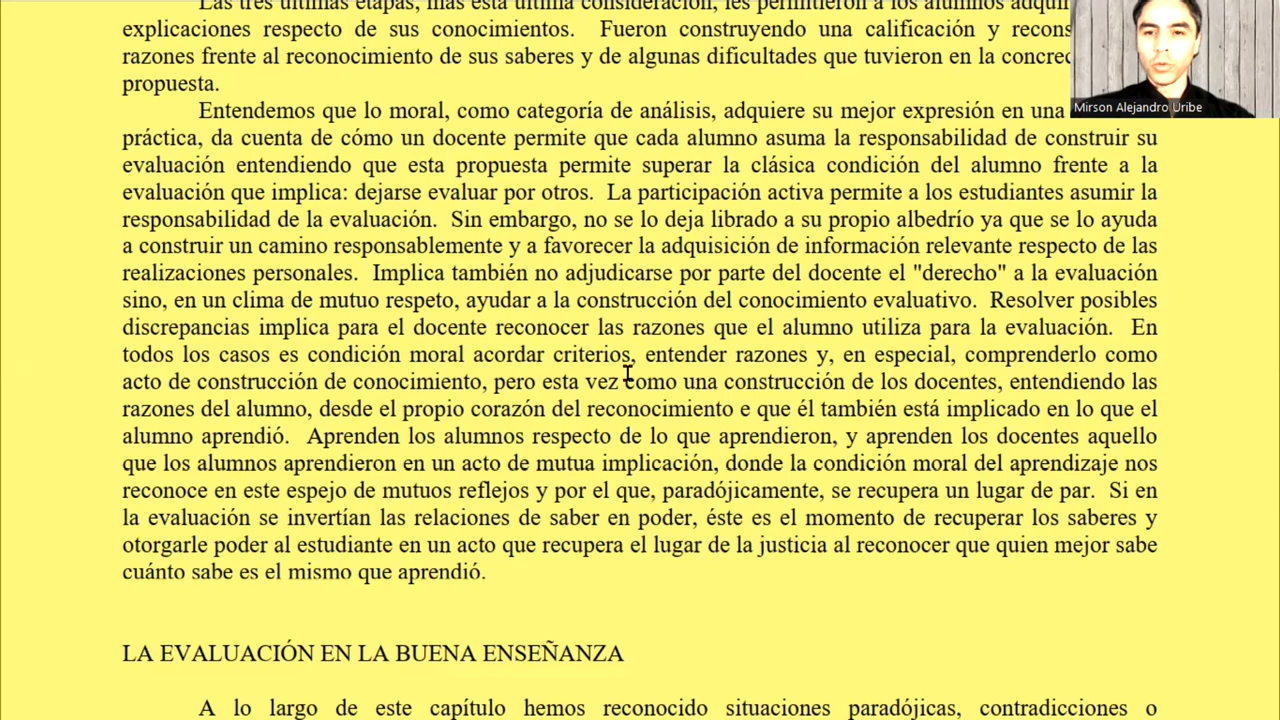 Las tres últimas etapas, más esta última consideración, les permitieron a los alumnos
explicaciones respecto de sus conocimientos.  Fueron construyendo una calificación y
razones frente al reconocimiento de sus saberes y de algunas dificultades que tuvieron en la
propuesta.
Entendemos que lo moral, como categoría de análisis, adquiere su mejor expresión en una
práctica, da cuenta de cómo un docente permite que cada alumno asuma la responsabilidad de construir su
evaluación entendiendo que esta propuesta permite superar la clásica condición del alumno frente a la
evaluación que implica: dejarse evaluar por otros.  La participación activa permite a los estudiantes asumir la
responsabilidad de la evaluación.  Sin embargo, no se lo deja librado a su propio albedrío ya que se lo ayuda
a construir un camino responsablemente y a favorecer la adquisición de información relevante respecto de las
realizaciones personales.  Implica también no adjudicarse por parte del docente el "derecho" a la evaluación
sino, en un clima de mutuo respeto, ayudar a la construcción del conocimiento evaluativo.  Resolver posibles
discrepancias implica para el docente reconocer las razones que el alumno utiliza para la evaluación.  En
todos los casos es condición moral acordar criterios, entender razones y, en especial, comprenderlo como
acto de construcción de conocimiento, pero esta vez como una construcción de los docentes, entendiendo las
razones del alumno, desde el propio corazón del reconocimiento e que él también está implicado en lo que el
alumno aprendió.  Aprenden los alumnos respecto de lo que aprendieron, y aprenden los docentes aquello
que los alumnos aprendieron en un acto de mutua implicación, donde la condición moral del aprendizaje nos
reconoce en este espejo de mutuos reflejos y por el que, paradójicamente, se recupera un lugar de par.  Si en
la evaluación se invertían las relaciones de saber en poder, éste es el momento de recuperar los saberes y
otorgarle poder al estudiante en un acto que recupera el lugar de la justicia al reconocer que quien mejor sabe
cuánto sabe es el mismo que aprendió.
LA EVALUACIÓN EN LA BUENA ENSEÑANZA
A lo largo de este capítulo hemos reconocido situaciones paradójicas, contradicciones o
Mirson Alejandro Uribe